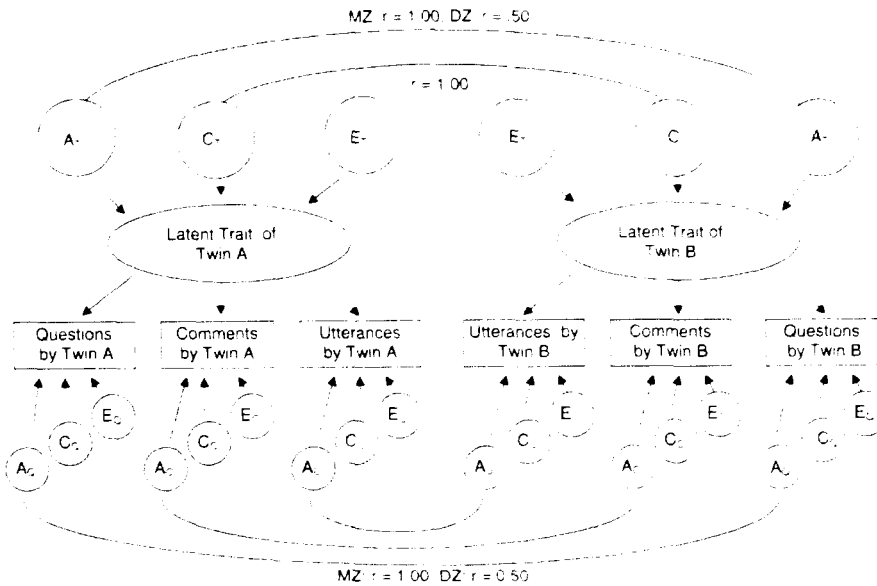 MZ: r = 1.00, DZ: r = .50
r = 1.00
A C E E C A
Latent Trait of
Twin A
Latent Trait of
Twin B
Questions
by Twin A
Comments
by Twin A
Utterances
by Twin A
Utterances by
Twin B
Comments
by Twin B
Questions
by Twin B
E E E E E E
C C C C C C
A A A A A A
MZ: r = 1.00, DZ: r = 0.50